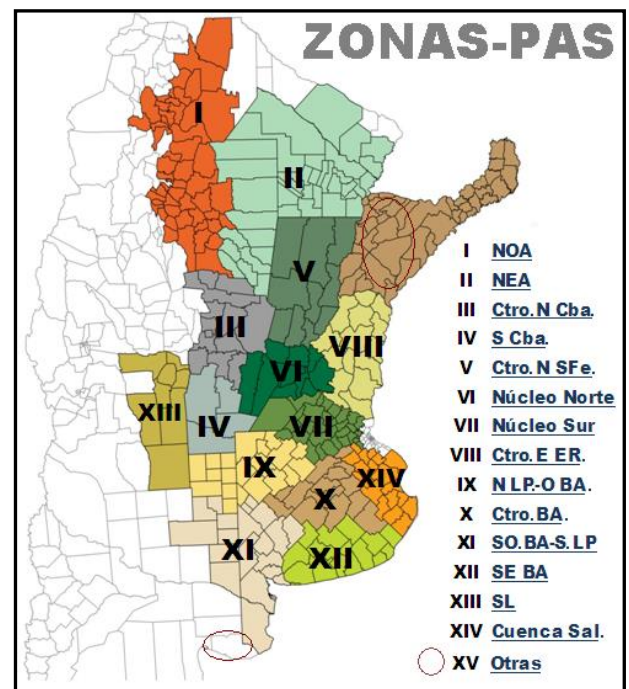 ZONAS-PAS
I
II
V
III
VIII
VI
XIII
IV
VII
IX
XIV
X
XI
XII
I NOA
II NEA
III Ctro.N Cba.
IV S Cba.
V Ctro.N SFe.
VI Núcleo Norte
VII Núcleo Sur
VIII Ctro.E ER.
IX N LP.-O BA.
X Ctro.BA.
XI SO.BA-S.LP
XII SE BA
XIII SL
XIV Cuenca Sal.
XV Otras